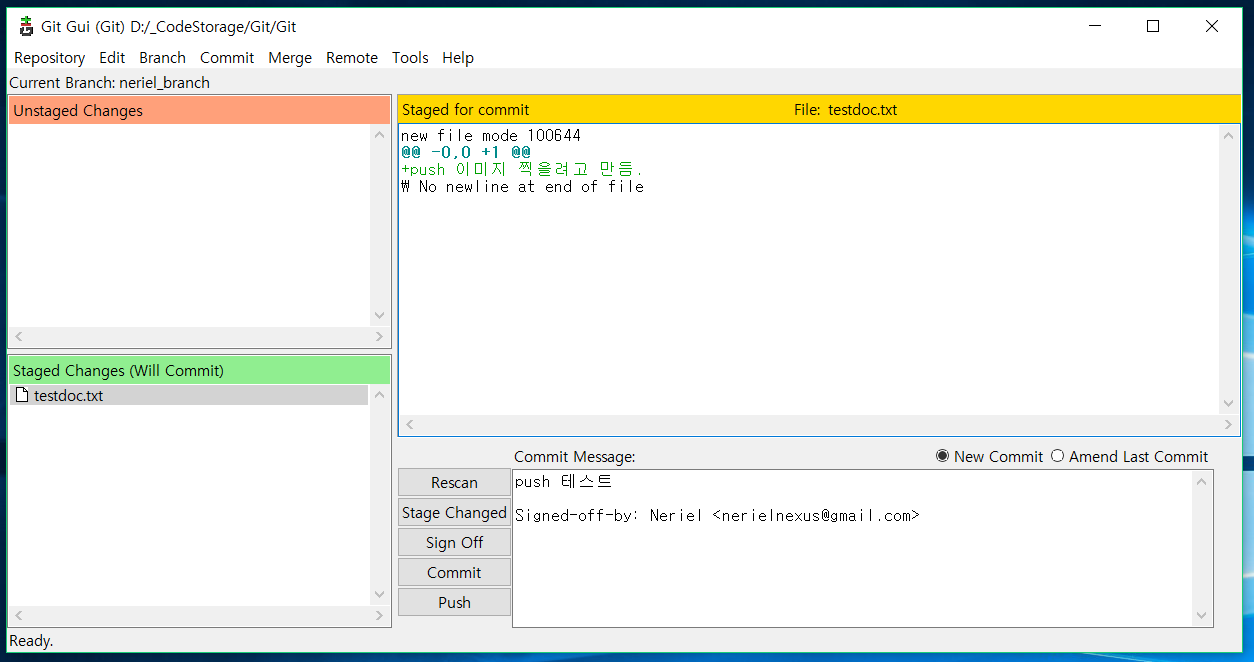 Git Gui (Git) D:/_CodeStorage/Git/Git
Repository Edit Branch Commit Merge Remote Tools Help
Current Branch: neriel_branch
Unstaged Changes
Staged for commit File: testdoc.txt
new file mode 100644
@@ -0,0 +1 @@
+push 이미지 찍을려고 만듬.
₩ No newline at end of file
Staged Changes (Will Commit)
testdoc.txt
Commit Message: New Commit Amend Last Commit
Rescan
Stage Changed
Sign Off
Commit
Push
push 테스트
Signed-off-by: Neriel <nerielnexus@gmail.com>
Ready.